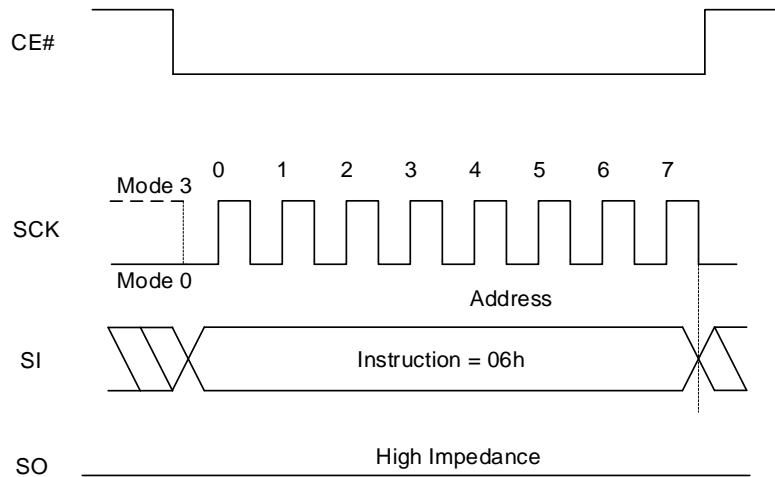 CE#
0 1 2 3 4 5 6 7
Mode 3
SCK
Mode 0
Address
SI
Instruction = 06h
High Impedance
SO